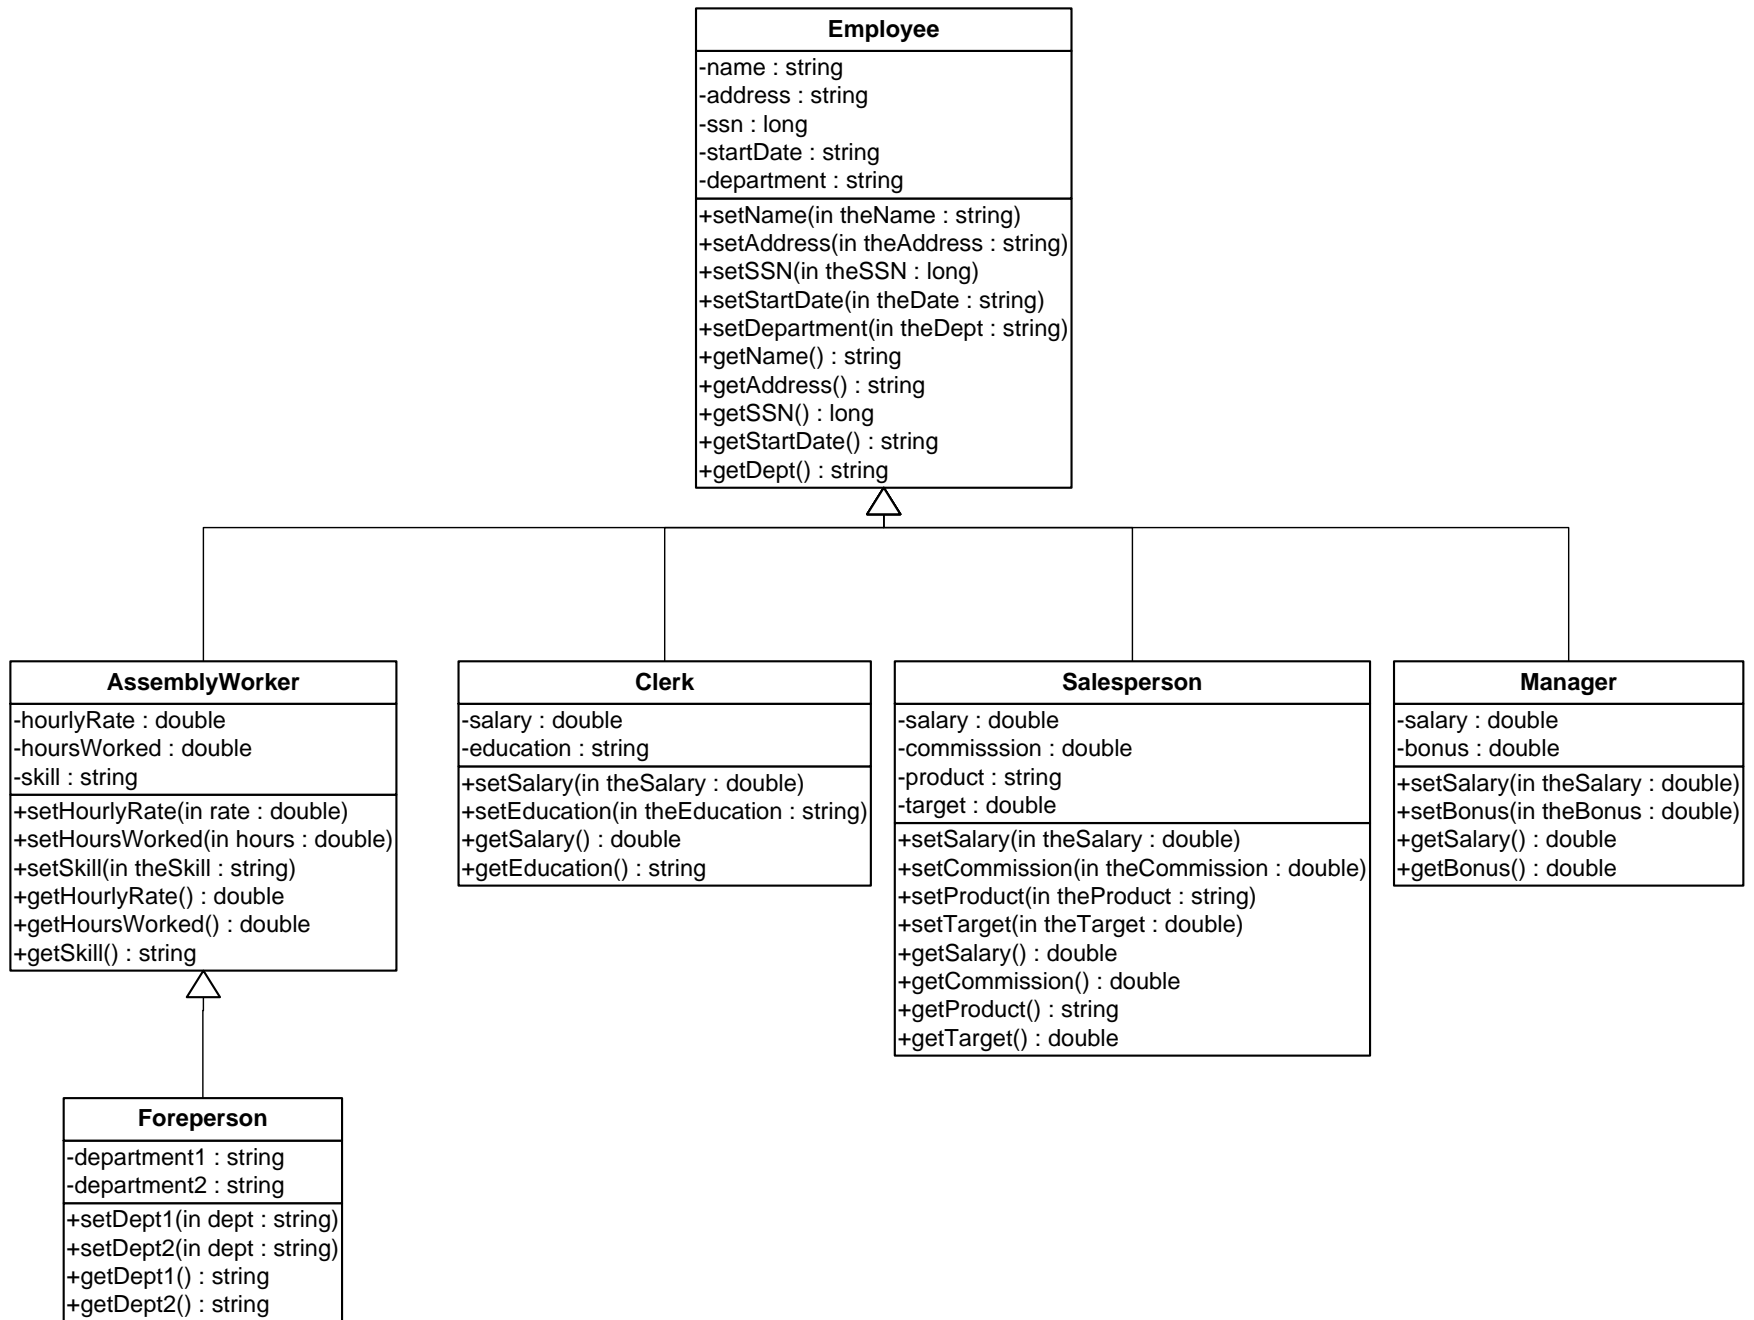 Employee
-name : string
-address : string
-ssn : long
-startDate : string
-department : string
+setName(in theName : string)
+setAddress(in theAddress : string)
+setSSN(in theSSN : long)
+setStartDate(in theDate : string)
+setDepartment(in theDept : string)
+getName() : string
+getAddress() : string
+getSSN() : long
+getStartDate() : string
+getDept() : string
AssemblyWorker
-hourlyRate : double
-hoursWorked : double
-skill : string
+setHourlyRate(in rate : double)
+setHoursWorked(in hours : double)
+setSkill(in theSkill : string)
+getHourlyRate() : double
+getHoursWorked() : double
+getSkill() : string
Clerk
-salary : double
-education : string
+setSalary(in theSalary : double)
+setEducation(in theEducation : string)
+getSalary() : double
+getEducation() : string
Salesperson
-salary : double
-commisssion : double
-product : string
-target : double
+setSalary(in theSalary : double)
+setCommission(in theCommission : double)
+setProduct(in theProduct : string)
+setTarget(in theTarget : double)
+getSalary() : double
+getCommission() : double
+getProduct() : string
+getTarget() : double
Manager
-salary : double
-bonus : double
+setSalary(in theSalary : double)
+setBonus(in theBonus : double)
+getSalary() : double
+getBonus() : double
Foreperson
-department1 : string
-department2 : string
+setDept1(in dept : string)
+setDept2(in dept : string)
+getDept1() : string
+getDept2() : string